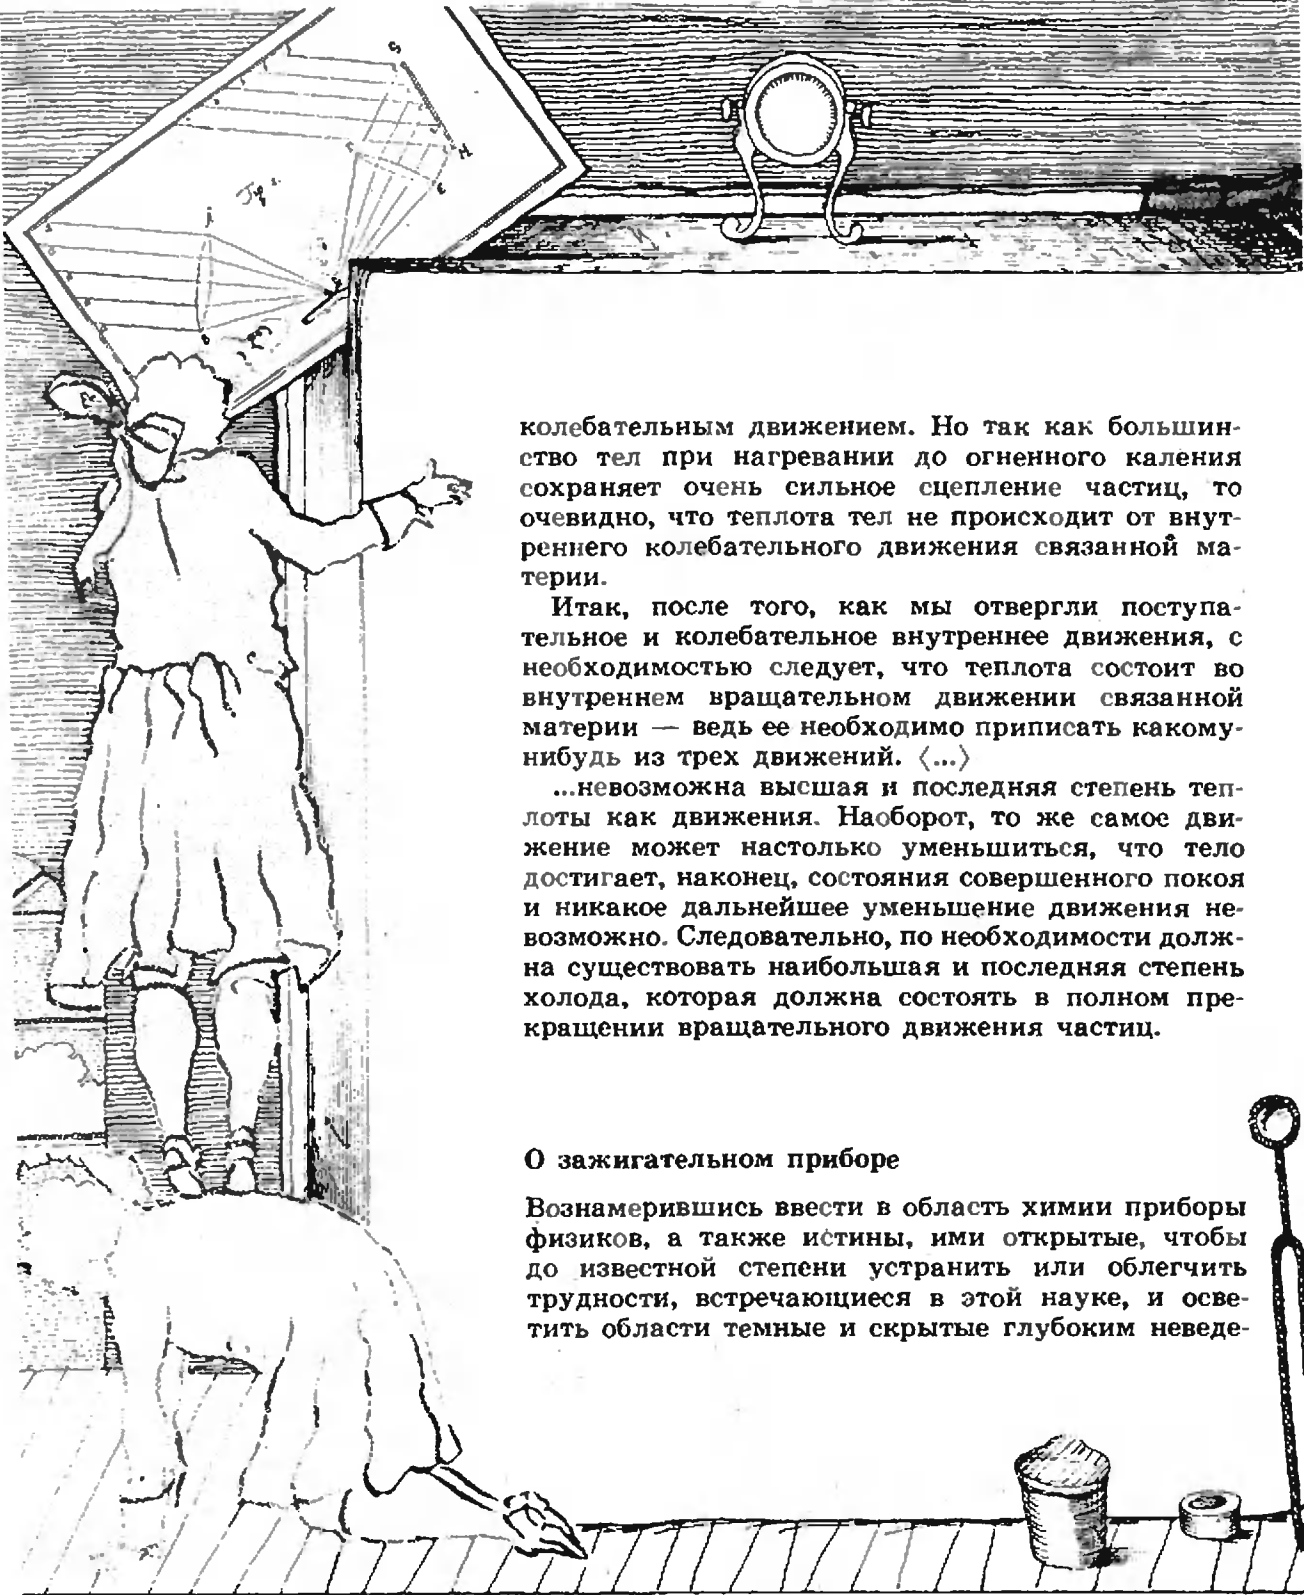 колебательным движением. Но так как большин-
ство тел при нагревании до огненного каления
сохраняет очень сильное сцепление частиц, то
очевидно, что теплота тел не происходит от внут-
реннего колебательного движения связанной ма-
терии.
Итак, после того, как мы отвергли поступа-
тельное и колебательное внутреннее движения, с
необходимостью следует, что теплота состоит во
внутреннем вращательном движении связанной
материи — ведь ее необходимо приписать какому-
нибудь из трех движений. ⟨...⟩
...невозможна высшая и последняя степень теп-
лоты как движения. Наоборот, то же самое дви-
жение может настолько уменьшиться, что тело
достигает, наконец, состояния совершенного покоя
и никакое дальнейшее уменьшение движения не-
возможно. Следовательно, по необходимости долж-
на существовать наибольшая и последняя степень
холода, которая должна состоять в полном пре-
кращении вращательного движения частиц.
О зажигательном приборе
Вознамерившись ввести в область химии приборы
физиков, а также истины, ими открытые, чтобы
до известной степени устранить или облегчить
трудности, встречающиеся в этой науке, и осве-
тить области темные и скрытые глубоким неведе-